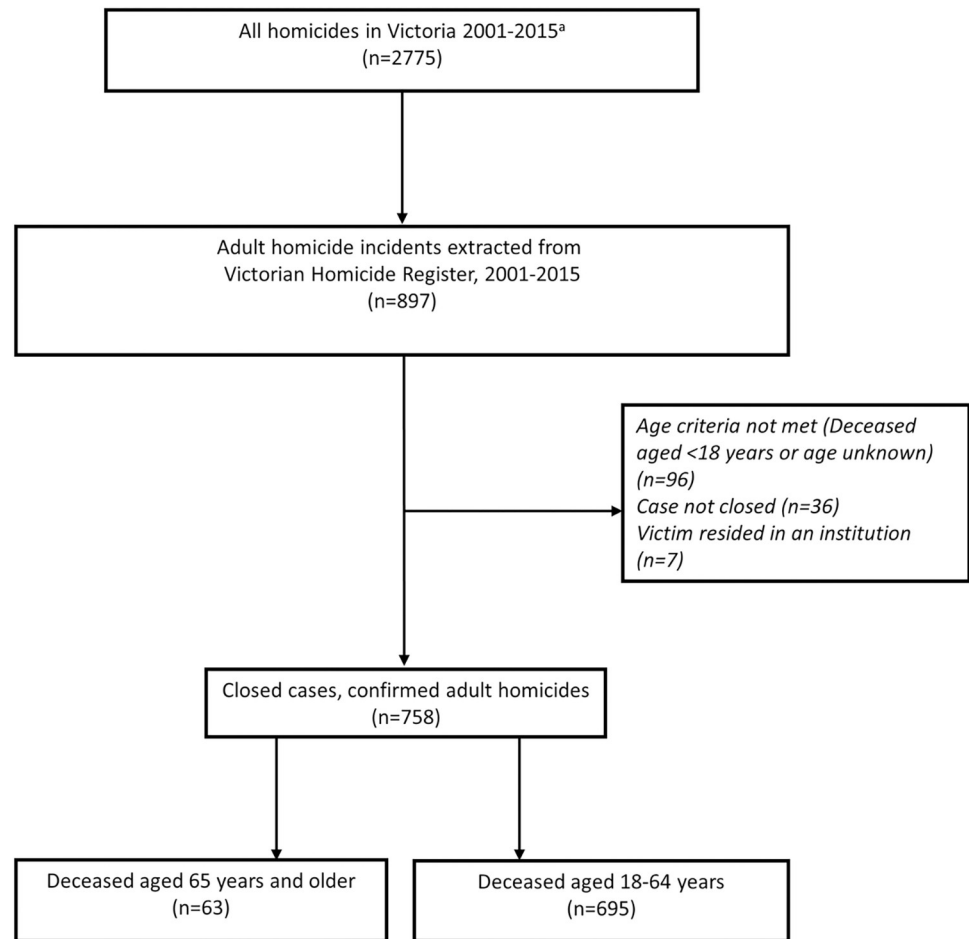 All homicides in Victoria 2001-2015ᵃ
(n=2775)
Adult homicide incidents extracted from
Victorian Homicide Register, 2001-2015
(n=897)
Age criteria not met (Deceased
aged <18 years or age unknown)
(n=96)
Case not closed (n=36)
Victim resided in an institution
(n=7)
Closed cases, confirmed adult homicides
(n=758)
Deceased aged 65 years and older
(n=63)
Deceased aged 18-64 years
(n=695)